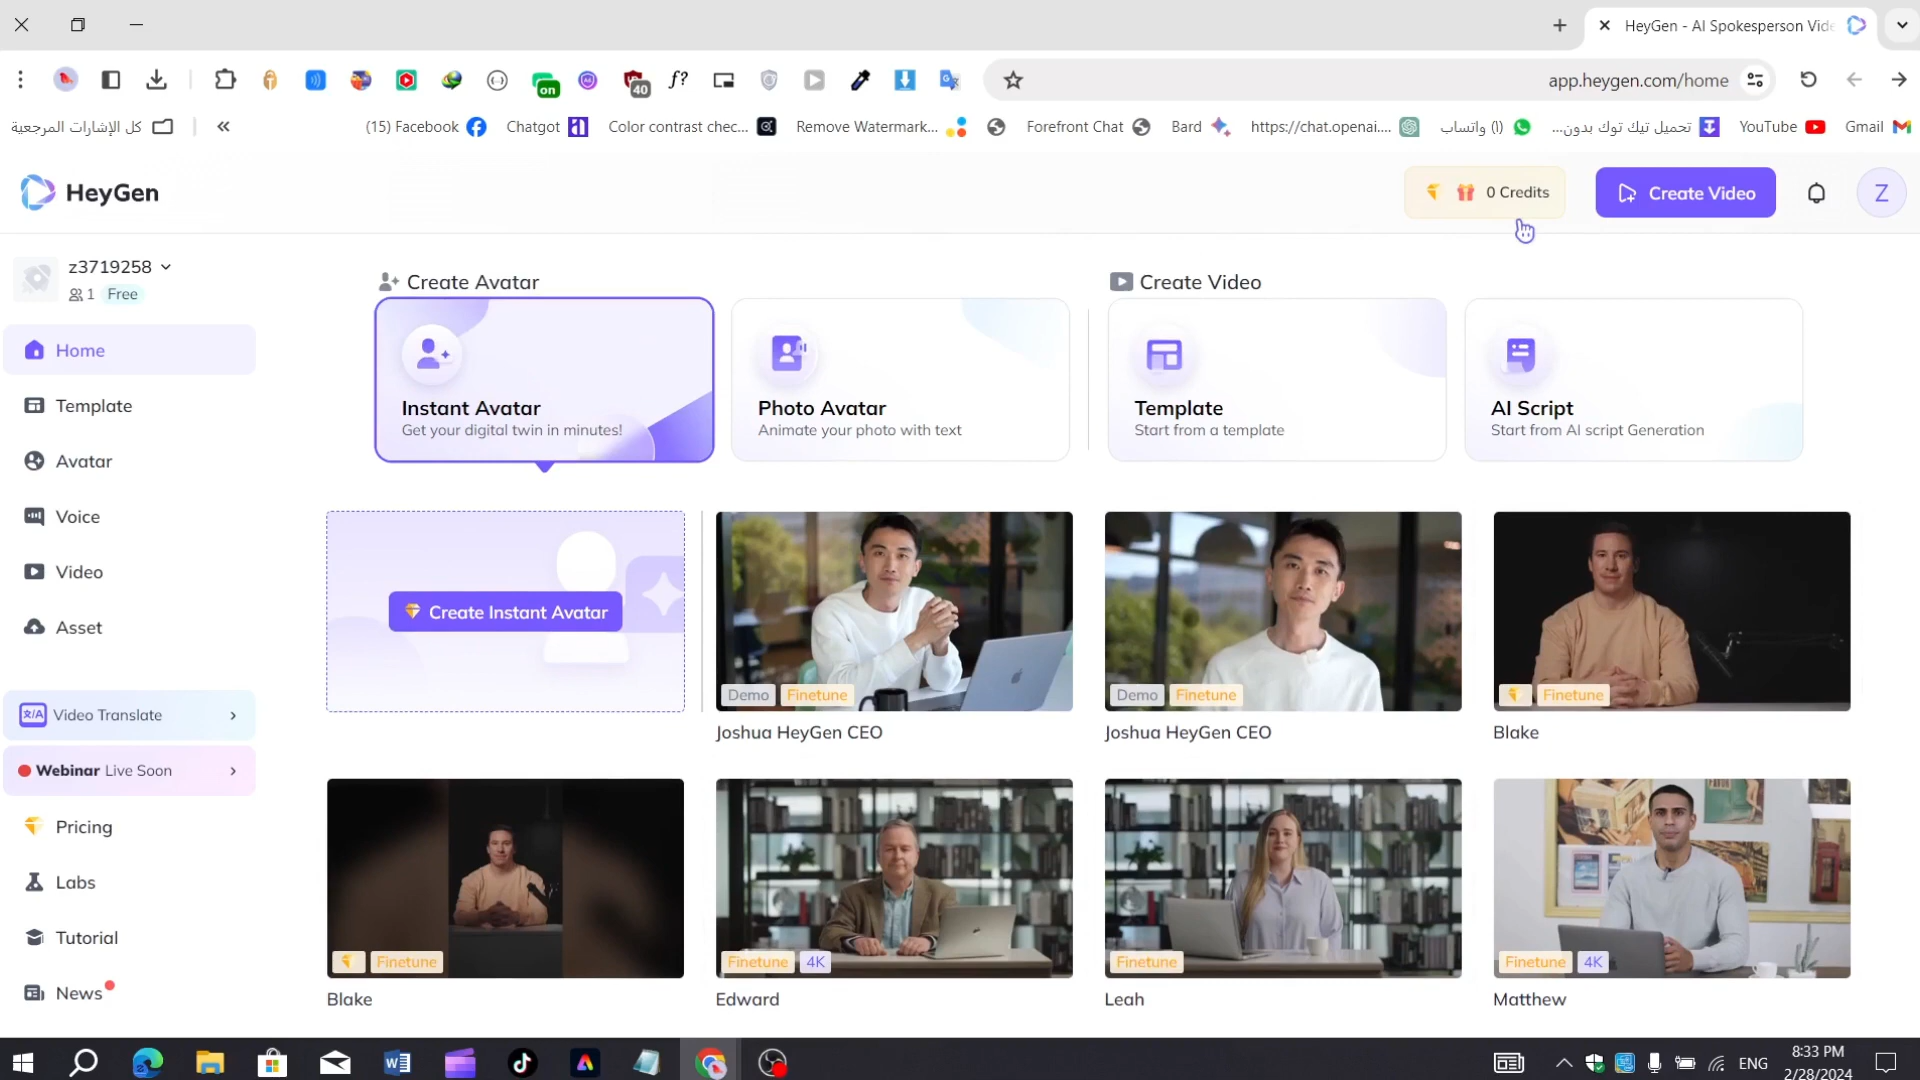 HeyGen - AI Spokesperson Vide
app.heygen.com/home
on
40
f?
كل الإشارات المرجعية
(15) Facebook
Chatgot
Color contrast chec...
Remove Watermark...
Forefront Chat
Bard
https://chat.openai....
(1) واتساب
تحميل تيك توك بدون...
YouTube
Gmail
HeyGen
0 Credits
Create Video
Z
z3719258
1 Free
Home
Template
Avatar
Voice
Video
Asset
Video Translate
Webinar Live Soon
Pricing
Labs
Tutorial
News
Create Avatar
Create Video
Instant Avatar
Get your digital twin in minutes!
Photo Avatar
Animate your photo with text
Template
Start from a template
AI Script
Start from AI script Generation
Create Instant Avatar
Demo Finetune
Joshua HeyGen CEO
Demo Finetune
Joshua HeyGen CEO
Finetune
Blake
Finetune
Blake
Finetune 4K
Edward
Finetune
Leah
Finetune 4K
Matthew
ENG
8:33 PM
2/28/2024